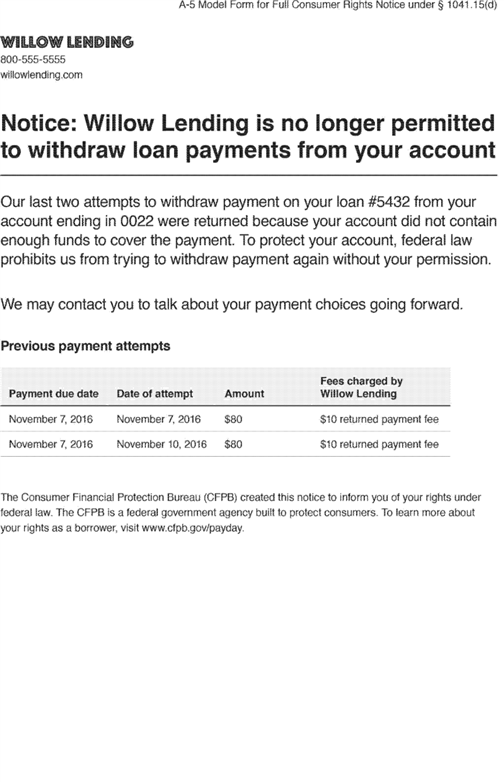 A-5 Model Form for Full Consumer Rights Notice under § 1041.15(d)
WILLOW LENDING
800-555-5555
willowlending.com
Notice: Willow Lending is no longer permitted
to withdraw loan payments from your account
Our last two attempts to withdraw payment on your loan #5432 from your
account ending in 0022 were returned because your account did not contain
enough funds to cover the payment. To protect your account, federal law
prohibits us from trying to withdraw payment again without your permission.
We may contact you to talk about your payment choices going forward.
Previous payment attempts
Payment due date Date of attempt Amount Fees charged by Willow Lending
November 7, 2016 November 7, 2016 $80 $10 returned payment fee
November 7, 2016 November 10, 2016 $80 $10 returned payment fee
The Consumer Financial Protection Bureau (CFPB) created this notice to inform you of your rights under
federal law. The CFPB is a federal government agency built to protect consumers. To learn more about
your rights as a borrower, visit www.cfpb.gov/payday.